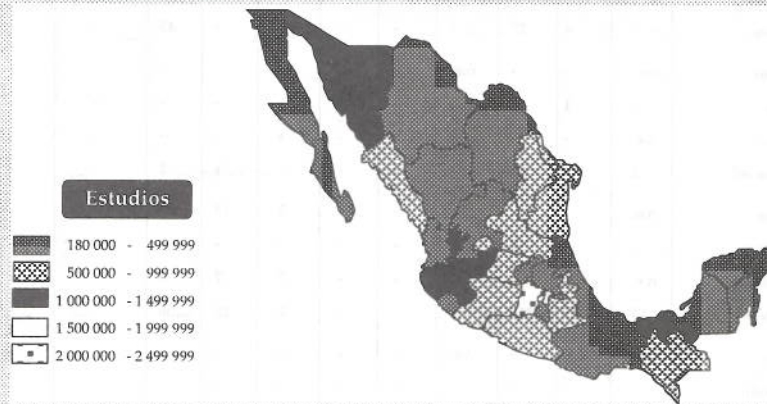 Estudios
180 000 - 499 999
500 000 - 999 999
1 000 000 - 1 499 999
1 500 000 - 1 999 999
2 000 000 - 2 499 999